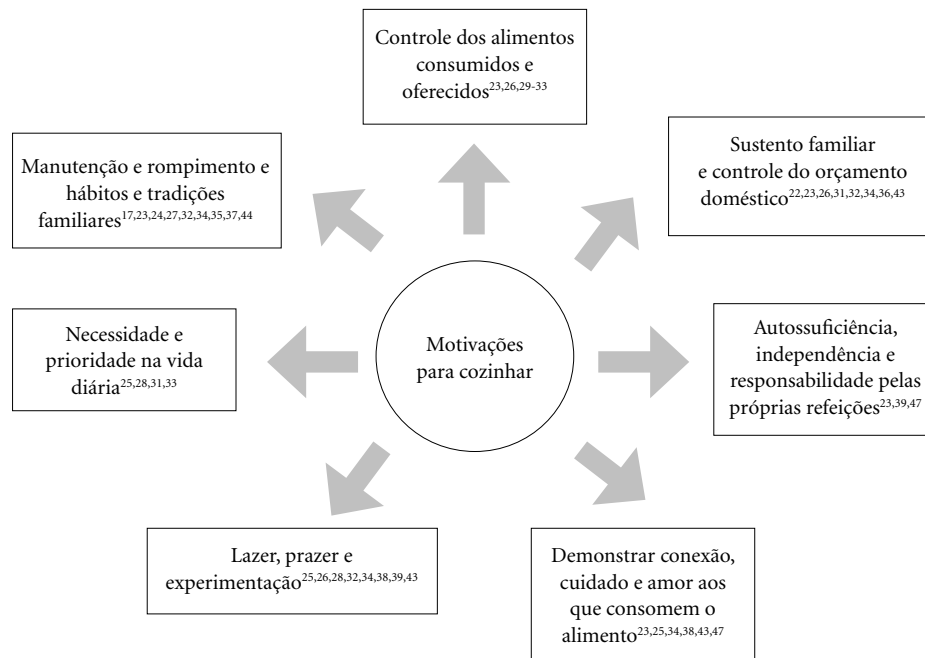 Controle dos alimentos
consumidos e
oferecidos23,26,29-33
Sustento familiar
e controle do orçamento
doméstico22,23,26,31,32,34,36,43
Manutenção e rompimento e
hábitos e tradições
familiares17,23,24,27,32,34,35,37,44
Necessidade e
prioridade na vida
diária25,28,31,33
Motivações
para cozinhar
Autossuficiência,
independência e
responsabilidade pelas
próprias refeições23,39,47
Lazer, prazer e
experimentação25,26,28,32,34,38,39,43
Demonstrar conexão,
cuidado e amor aos
que consomem o
alimento23,25,34,38,43,47